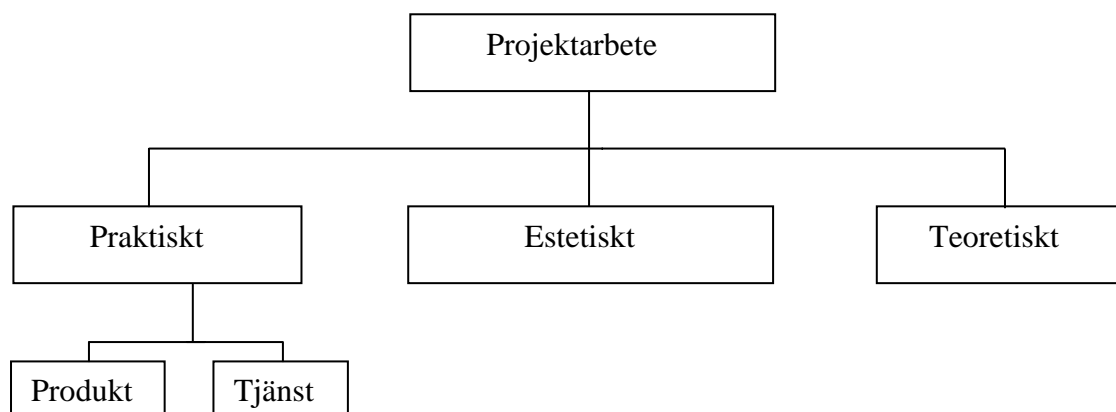 Projektarbete
Praktiskt
Estetiskt
Teoretiskt
Produkt
Tjänst